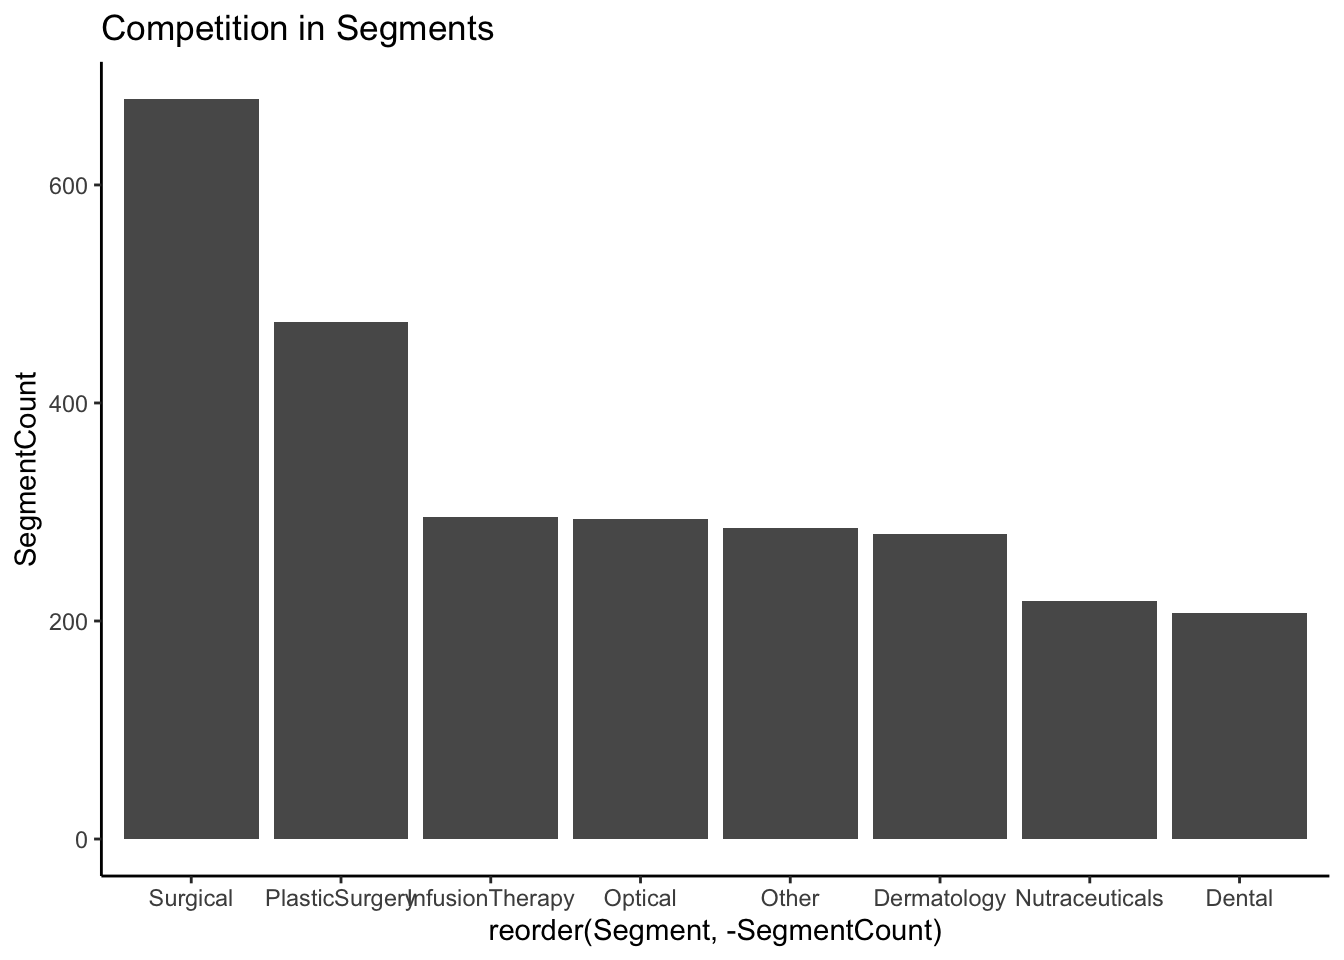 Competition in Segments
SegmentCount
600
400
200
0
Surgical PlasticSurgery InfusionTherapy Optical Other Dermatology Nutraceuticals Dental
reorder(Segment, -SegmentCount)